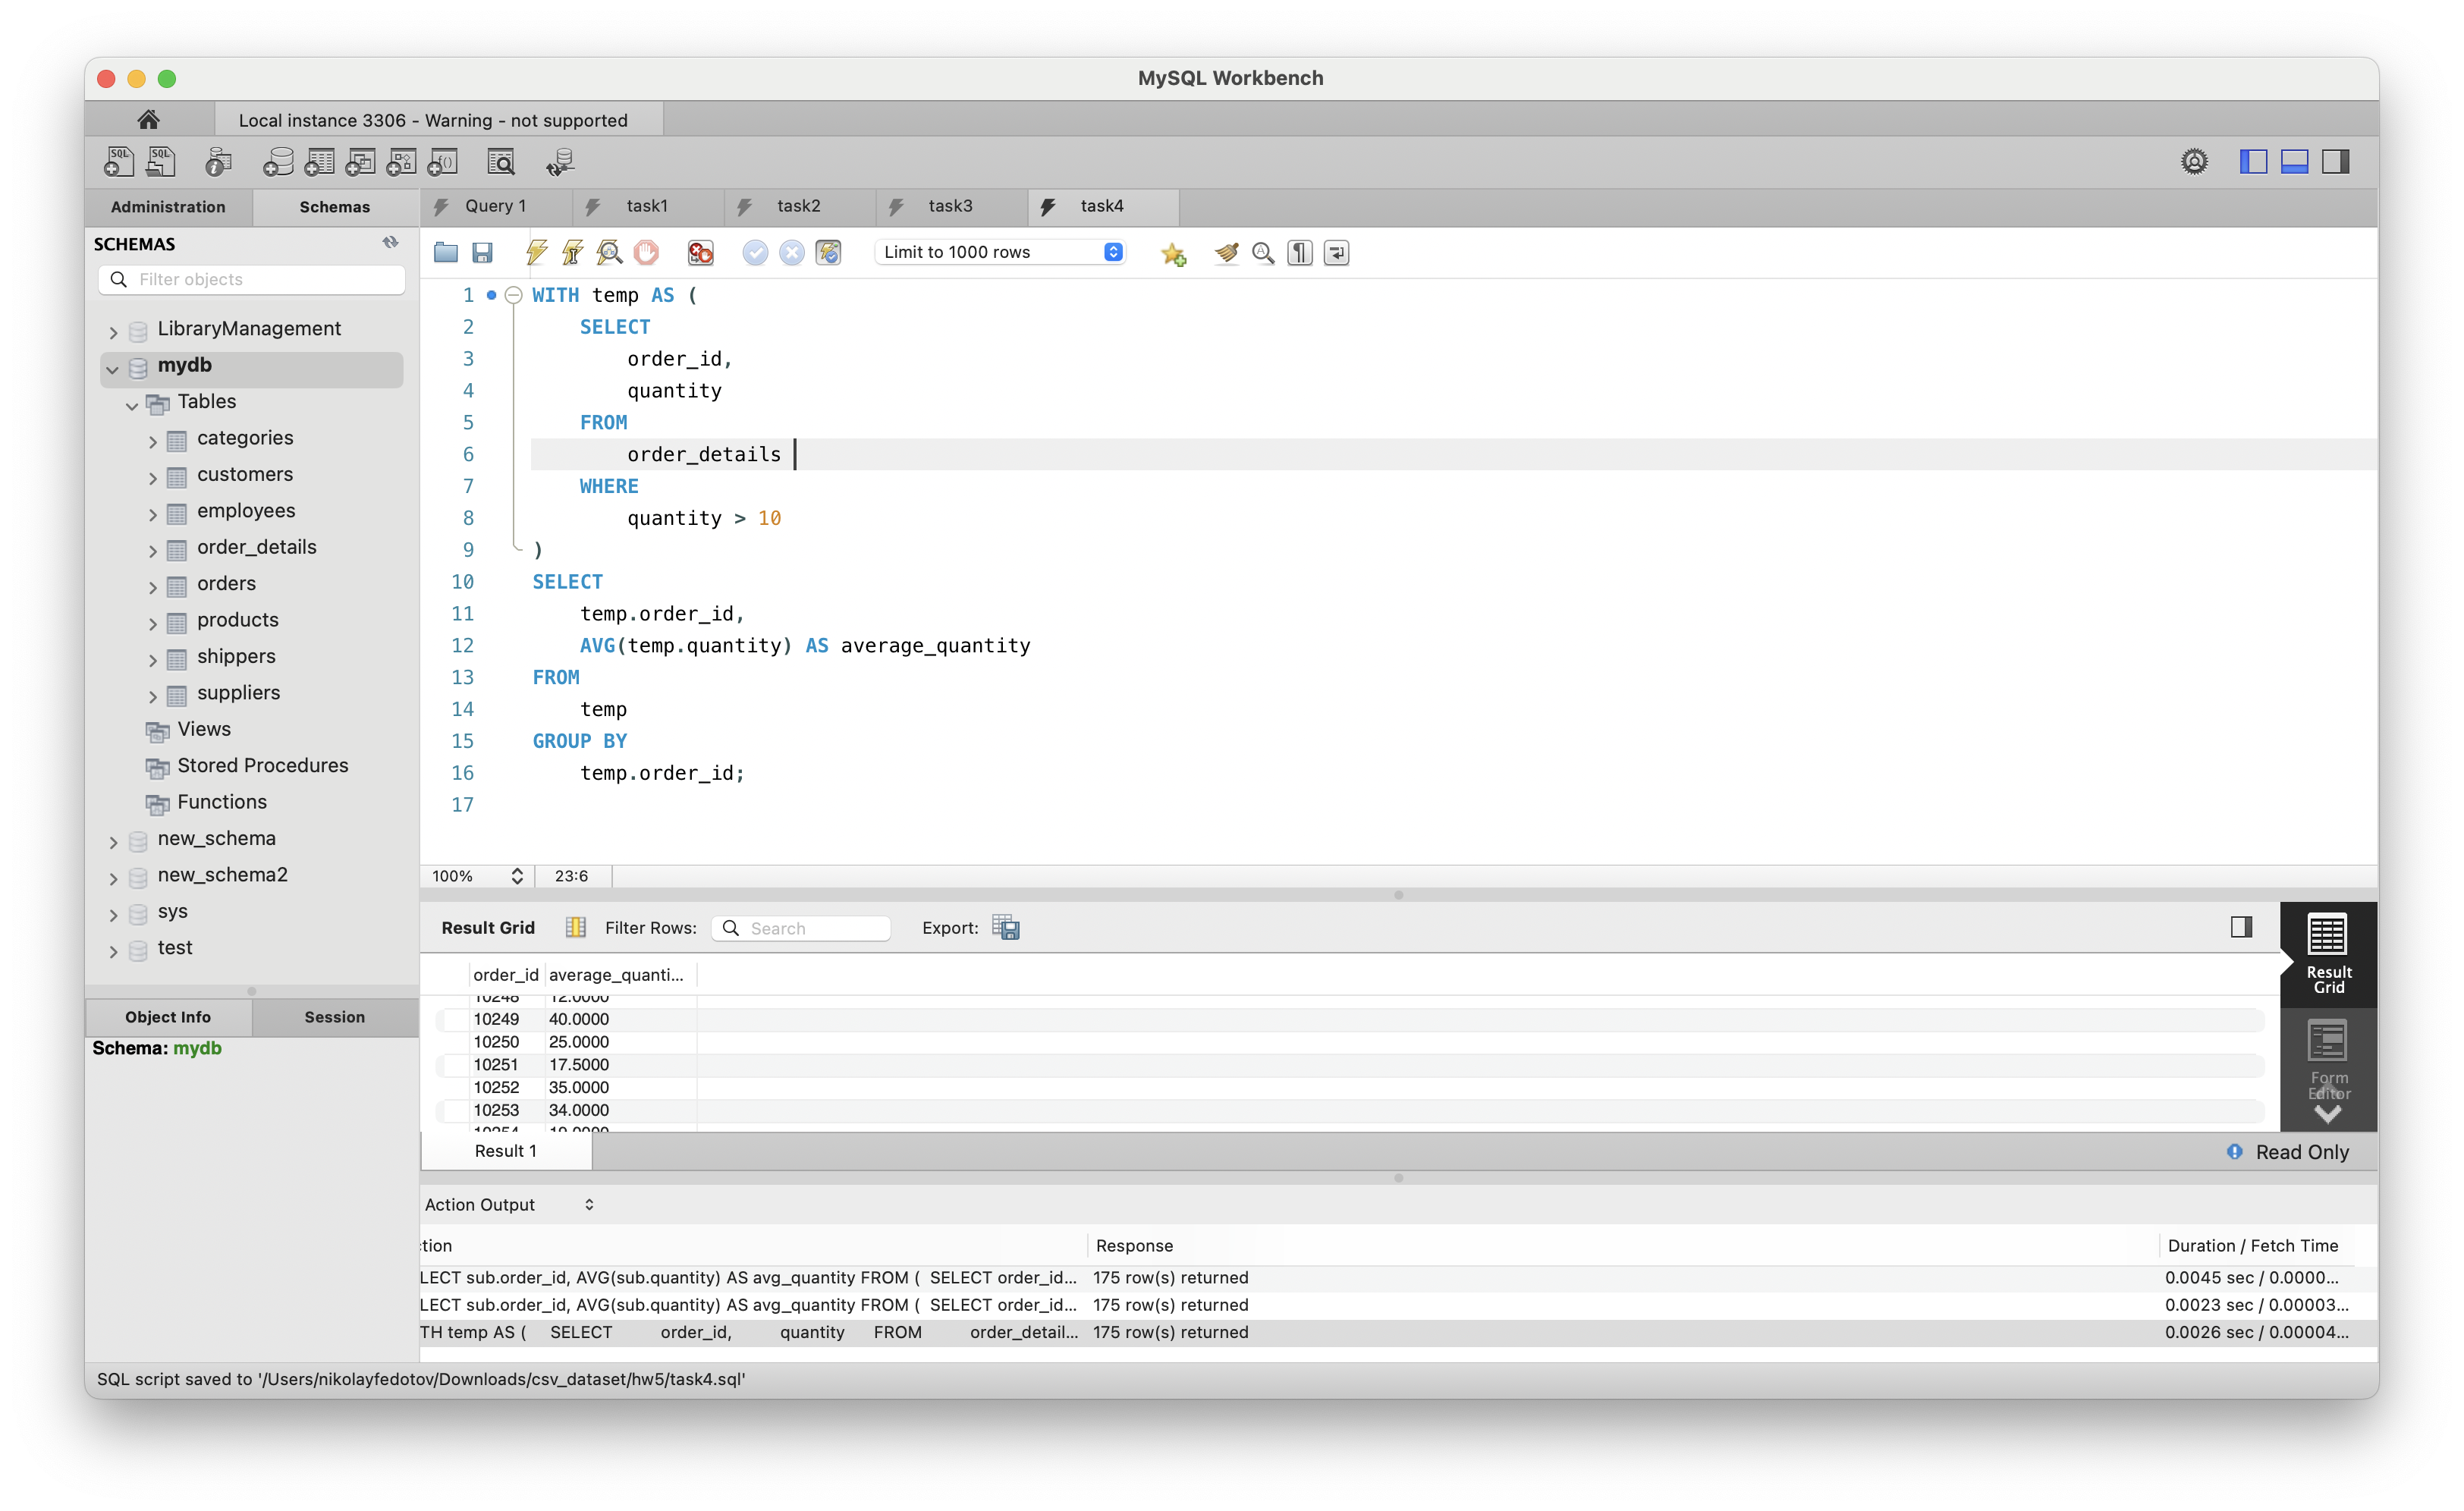 MySQL Workbench
Local instance 3306 - Warning - not supported
Administration Schemas
Query 1 task1 task2 task3 task4
SCHEMAS
Filter objects
LibraryManagement
mydb
Tables
categories
customers
employees
order_details
orders
products
shippers
suppliers
Views
Stored Procedures
Functions
new_schema
new_schema2
sys
test
Object Info Session
Schema: mydb
Limit to 1000 rows
1 WITH temp AS (
2 SELECT
3 order_id,
4 quantity
5 FROM
6 order_details
7 WHERE
8 quantity > 10
9 )
10 SELECT
11 temp.order_id,
12 AVG(temp.quantity) AS average_quantity
13 FROM
14 temp
15 GROUP BY
16 temp.order_id;
17
100% 23:6
Result Grid Filter Rows: Search Export:
order_id average_quanti...
10248 12.0000
10249 40.0000
10250 25.0000
10251 17.5000
10252 35.0000
10253 34.0000
Result
Grid
Form
Editor
Result 1
Read Only
Action Output
tion Response Duration / Fetch Time
LECT sub.order_id, AVG(sub.quantity) AS avg_quantity FROM ( SELECT order_id... 175 row(s) returned 0.0045 sec / 0.0000...
LECT sub.order_id, AVG(sub.quantity) AS avg_quantity FROM ( SELECT order_id... 175 row(s) returned 0.0023 sec / 0.00003...
TH temp AS ( SELECT order_id, quantity FROM order_detail... 175 row(s) returned 0.0026 sec / 0.00004...
SQL script saved to '/Users/nikolayfedotov/Downloads/csv_dataset/hw5/task4.sql'